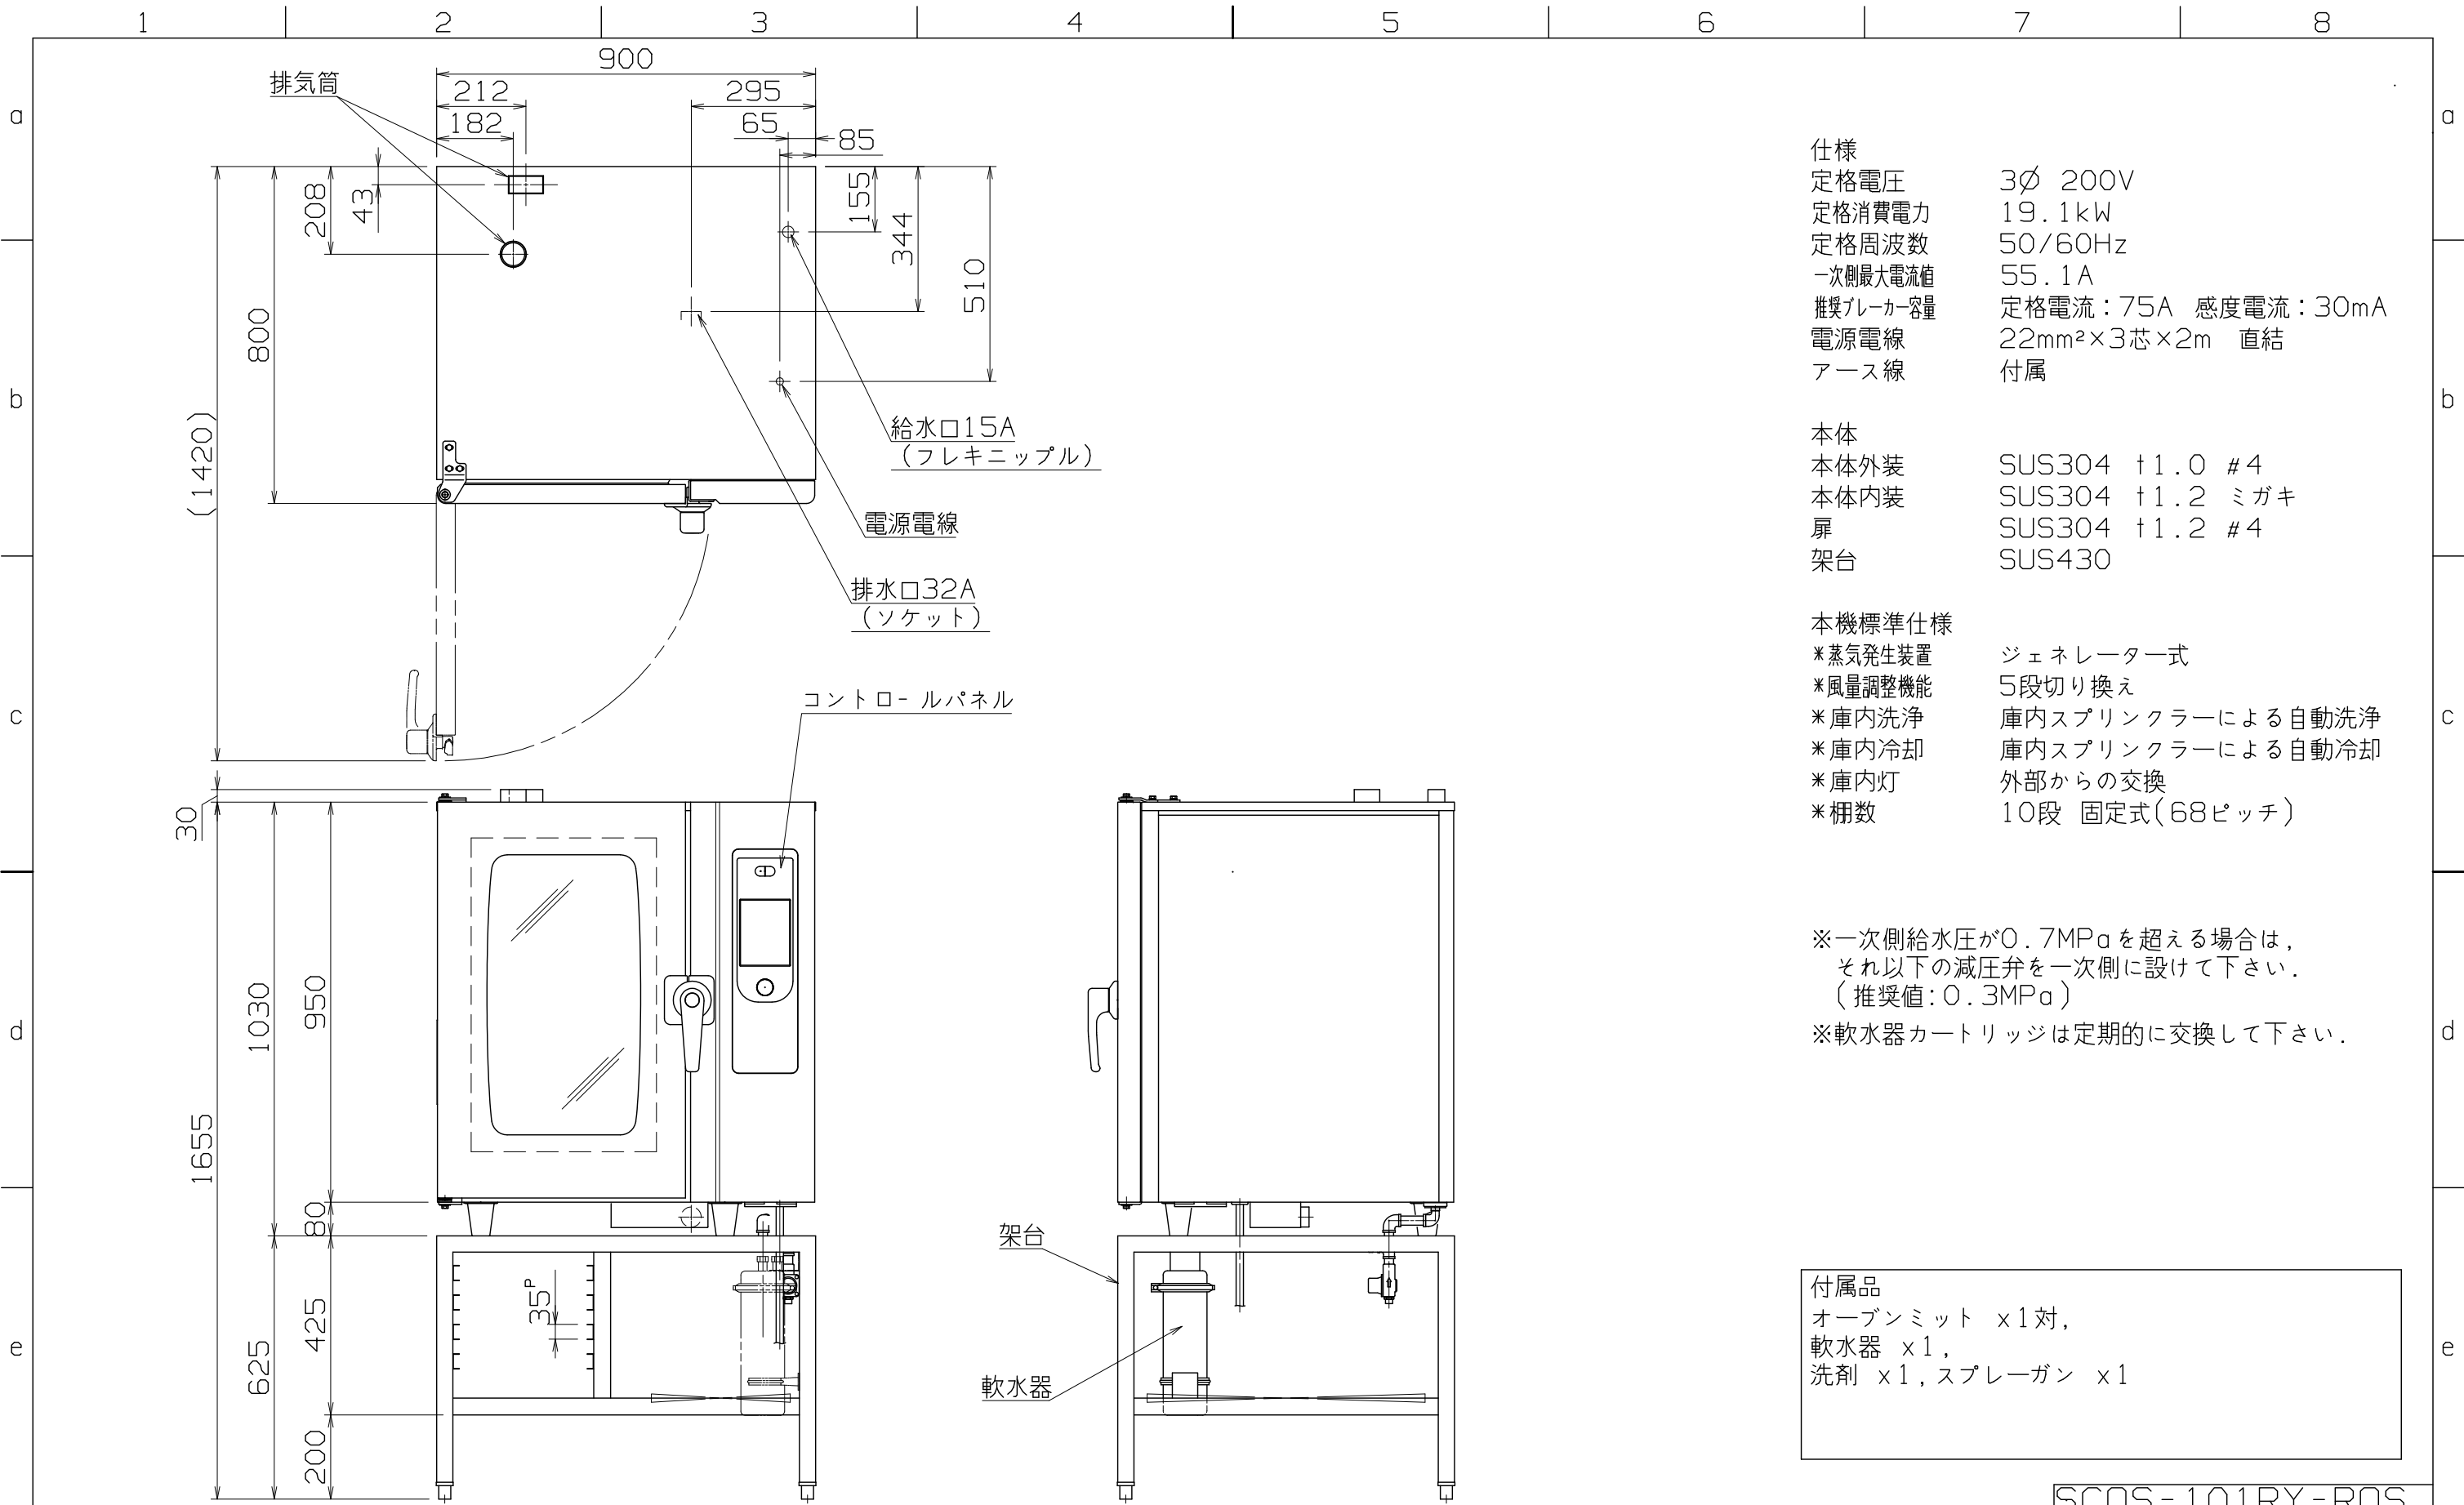 1 2 3 4 5 6 7 8
a
b
c
d
e
a
b
c
d
e
排気筒
900
212
295
182
65
85
208
43
155
344
510
800
(1420)
給水口15A
(フレキニップル)
電源電線
排水口32A
(ソケット)
コントロールパネル
30
1030
950
1655
80
35P
425
625
200
架台
軟水器
仕様
定格電圧 3∅ 200V
定格消費電力 19.1kW
定格周波数 50/60Hz
一次側最大電流値 55.1A
推奨ブレーカー容量 定格電流:75A 感度電流:30mA
電源電線 22mm²×3芯×2m 直結
アース線 付属
本体
本体外装 SUS304 t1.0 #4
本体内装 SUS304 t1.2 ミガキ
扉 SUS304 t1.2 #4
架台 SUS430
本機標準仕様
*蒸気発生装置 ジェネレーター式
*風量調整機能 5段切り換え
*庫内洗浄 庫内スプリンクラーによる自動洗浄
*庫内冷却 庫内スプリンクラーによる自動冷却
*庫内灯 外部からの交換
*棚数 10段 固定式(68ピッチ)
※一次側給水圧が0.7MPaを超える場合は,
それ以下の減圧弁を一次側に設けて下さい.
(推奨値:0.3MPa)
※軟水器カートリッジは定期的に交換して下さい.
付属品
オーブンミット x1対,
軟水器 x1,
洗剤 x1,スプレーガン x1